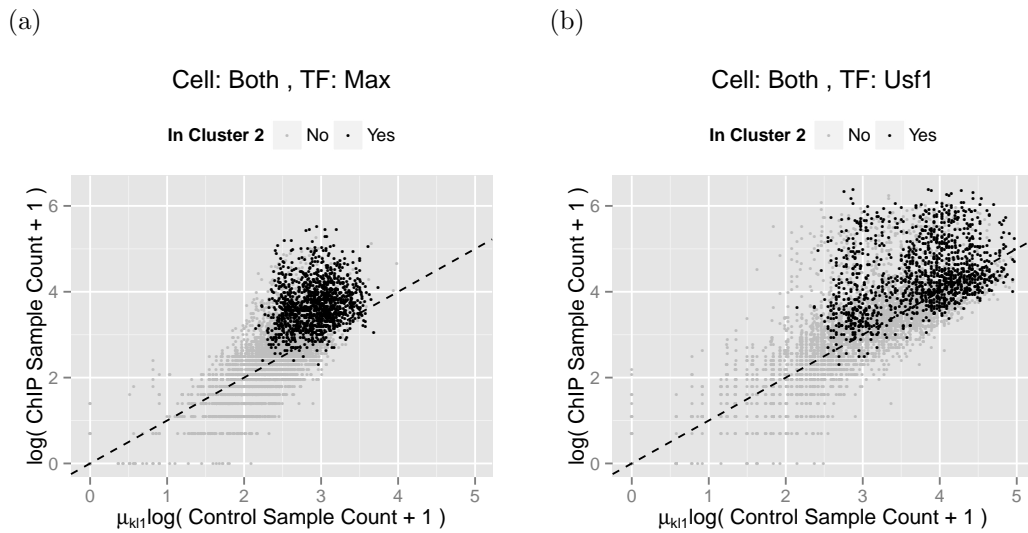 (a)
Cell: Both , TF: Max
In Cluster 2 No Yes
log( ChIP Sample Count + 1 )
6
4
2
0
0 1 2 3 4 5
μkl1log( Control Sample Count + 1 )
(b)
Cell: Both , TF: Usf1
In Cluster 2 No Yes
log( ChIP Sample Count + 1 )
6
4
2
0
0 1 2 3 4 5
μkl1log( Control Sample Count + 1 )